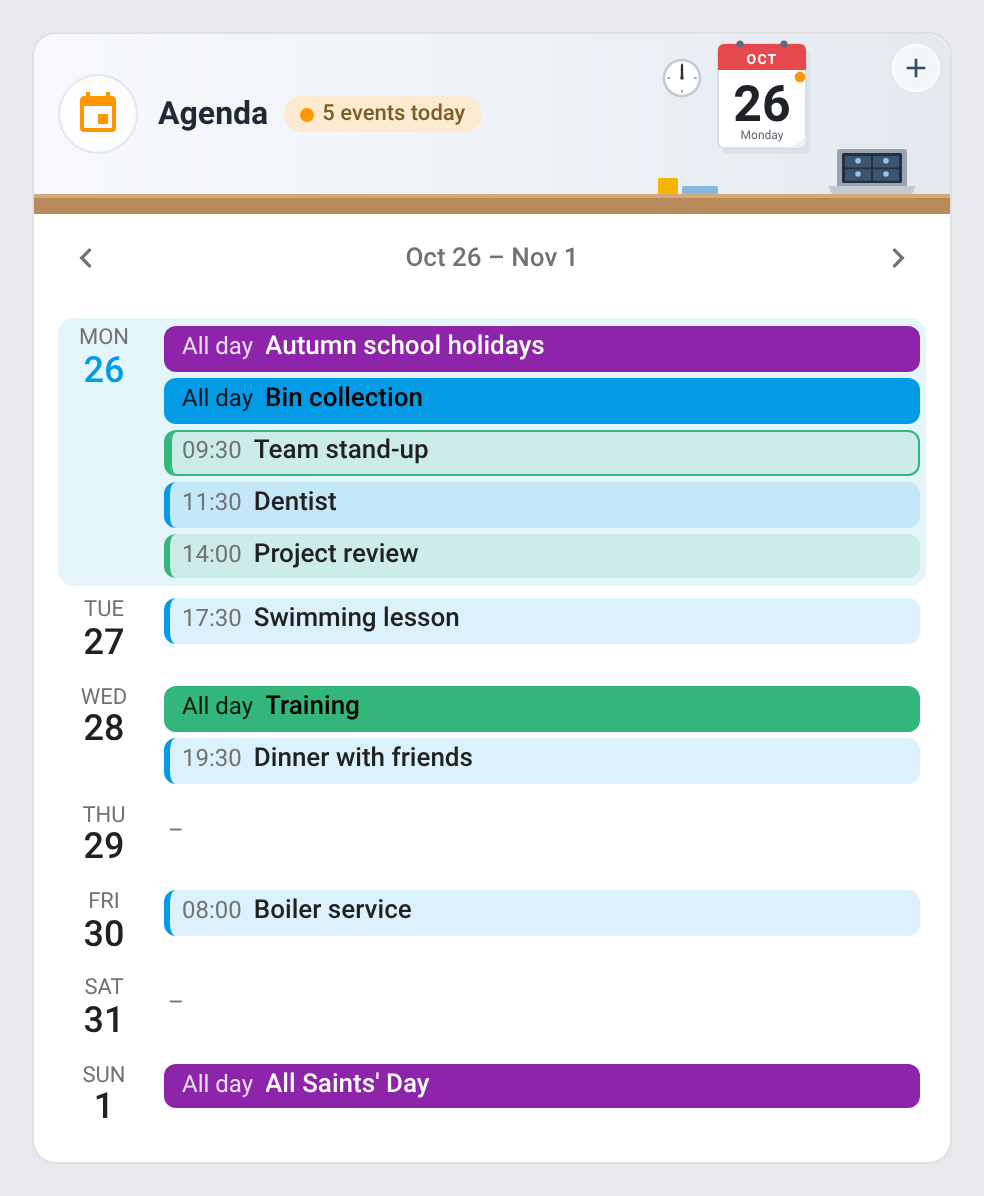 Agenda
5 events today
OCT
26
Monday
Oct 26 – Nov 1
MON
26
All day Autumn school holidays
All day Bin collection
09:30 Team stand-up
11:30 Dentist
14:00 Project review
TUE
27
17:30 Swimming lesson
WED
28
All day Training
19:30 Dinner with friends
THU
29
–
FRI
30
08:00 Boiler service
SAT
31
–
SUN
1
All day All Saints' Day